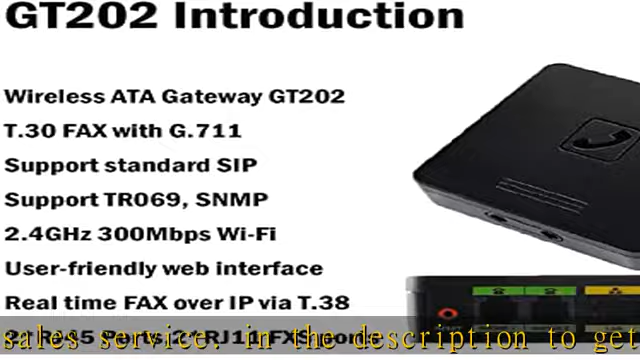 GT202 Introduction
Wireless ATA Gateway GT202
T.30 FAX with G.711
Support standard SIP
Support TR069, SNMP
2.4GHz 300Mbps Wi-Fi
User-friendly web interface
Real time FAX over IP via T.38
sales service. in the description to get